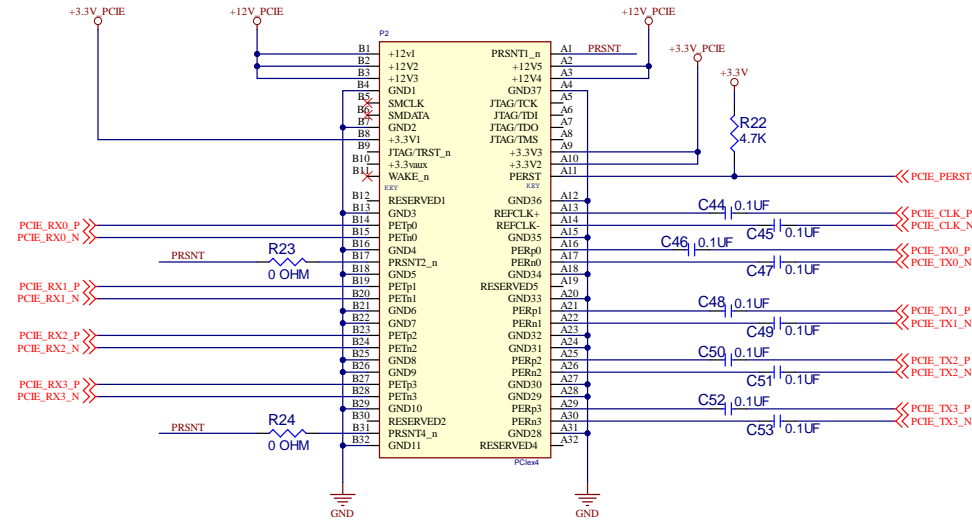 +3.3V_PCIE
+12V_PCIE
+12V_PCIE
+3.3V_PCIE
+3.3V
P2
B1 +12v1 PRSNT1_n A1 PRSNT
B2 +12V2 +12V5 A2
B3 +12V3 +12V4 A3
B4 GND1 GND37 A4
B5 SMCLK JTAG/TCK A5
B6 SMDATA JTAG/TDI A6
B7 GND2 JTAG/TDO A7
B8 +3.3V1 JTAG/TMS A8
B9 JTAG/TRST_n +3.3V3 A9
B10 +3.3vaux +3.3V2 A10
B11 WAKE_n PERST A11
KEY KEY
R22
4.7K
PCIE_PERST
B12 RESERVED1 GND36 A12
B13 GND3 REFCLK+ A13 C44 0.1UF PCIE_CLK_P
PCIE_RX0_P B14 PETp0 REFCLK- A14 C45 0.1UF PCIE_CLK_N
PCIE_RX0_N B15 PETn0 GND35 A15
B16 GND4 PERp0 A16 C46 0.1UF PCIE_TX0_P
PRSNT R23 0 OHM B17 PRSNT2_n PERn0 A17 C47 0.1UF PCIE_TX0_N
B18 GND5 GND34 A18
PCIE_RX1_P B19 PETp1 RESERVED5 A19
PCIE_RX1_N B20 PETn1 GND33 A20
B21 GND6 PERp1 A21 C48 0.1UF PCIE_TX1_P
B22 GND7 PERn1 A22 C49 0.1UF PCIE_TX1_N
PCIE_RX2_P B23 PETp2 GND32 A23
PCIE_RX2_N B24 PETn2 GND31 A24
B25 GND8 PERp2 A25 C50 0.1UF PCIE_TX2_P
B26 GND9 PERn2 A26 C51 0.1UF PCIE_TX2_N
PCIE_RX3_P B27 PETp3 GND30 A27
PCIE_RX3_N B28 PETn3 GND29 A28
B29 GND10 PERp3 A29 C52 0.1UF PCIE_TX3_P
B30 RESERVED2 PERn3 A30 C53 0.1UF PCIE_TX3_N
PRSNT R24 0 OHM B31 PRSNT4_n GND28 A31
B32 GND11 RESERVED4 A32
PCIex4
GND
GND